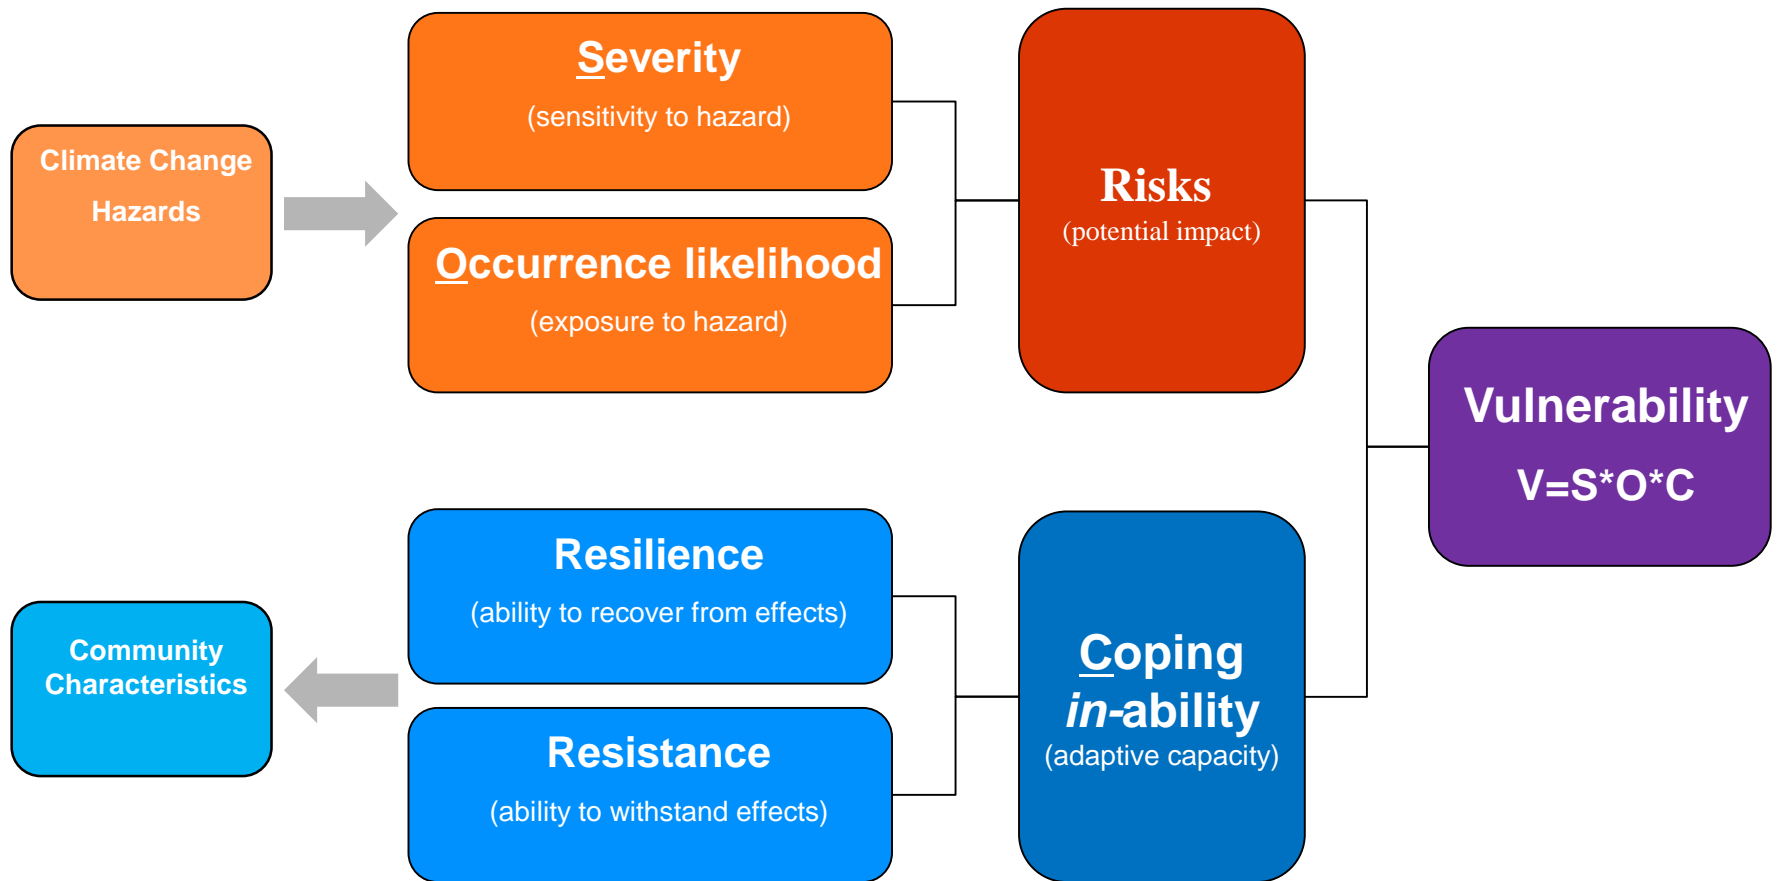 Climate Change
Hazards
Severity
(sensitivity to hazard)
Occurrence likelihood
(exposure to hazard)
Risks
(potential impact)
Vulnerability
V=S*O*C
Community
Characteristics
Resilience
(ability to recover from effects)
Resistance
(ability to withstand effects)
Coping
in-ability
(adaptive capacity)